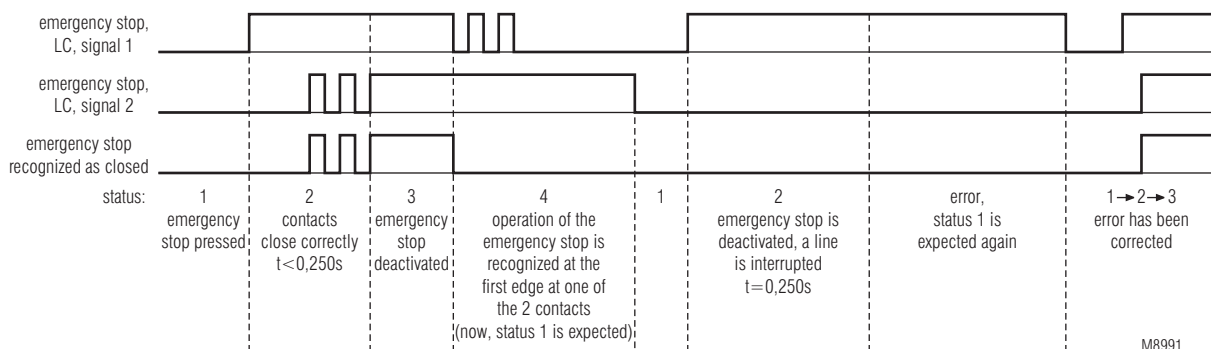 emergency stop,
LC, signal 1
emergency stop,
LC, signal 2
emergency stop
recognized as closed
status:
1
emergency
stop pressed
2
contacts
close correctly
t<0,250s
3
emergency
stop
deactivated
4
operation of the
emergency stop is
recognized at the
first edge at one of
the 2 contacts
(now, status 1 is expected)
1
2
emergency stop is
deactivated, a line
is interrupted
t=0,250s
error,
status 1 is
expected again
1→2→3
error has been
corrected
M8991